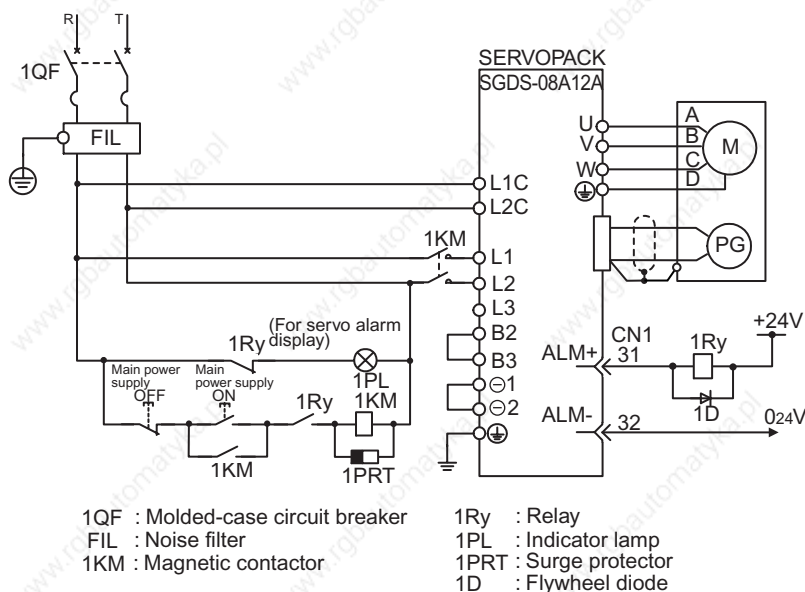 R T
1QF
FIL
SERVOPACK
SGDS-08A12A
U
V
W
A
B
C
D
M
PG
L1C
L2C
1KM
L1
L2
L3
B2
B3
⊖1
⊖2
(For servo alarm
display)
1Ry
1PL
Main power
supply
OFF
Main
power supply
ON
1Ry
1KM
1KM
1PRT
CN1
ALM+ 31
ALM- 32
1Ry
+24V
1D
024V
1QF : Molded-case circuit breaker
FIL : Noise filter
1KM : Magnetic contactor
1Ry : Relay
1PL : Indicator lamp
1PRT : Surge protector
1D : Flywheel diode
www.rgbautomatyka.pl